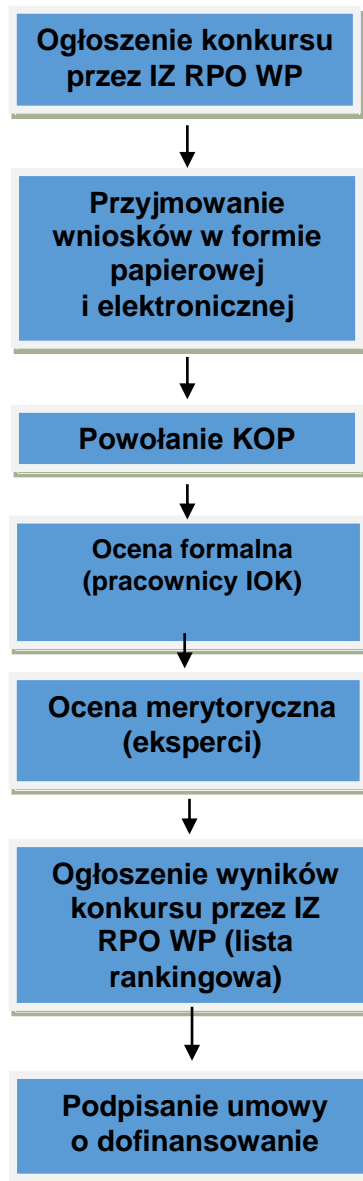 Ogłoszenie konkursu
przez IZ RPO WP
Przyjmowanie
wniosków w formie
papierowej
i elektronicznej
Powołanie KOP
Ocena formalna
(pracownicy IOK)
Ocena merytoryczna
(eksperci)
Ogłoszenie wyników
konkursu przez IZ
RPO WP (lista
rankingowa)
Podpisanie umowy
o dofinansowanie